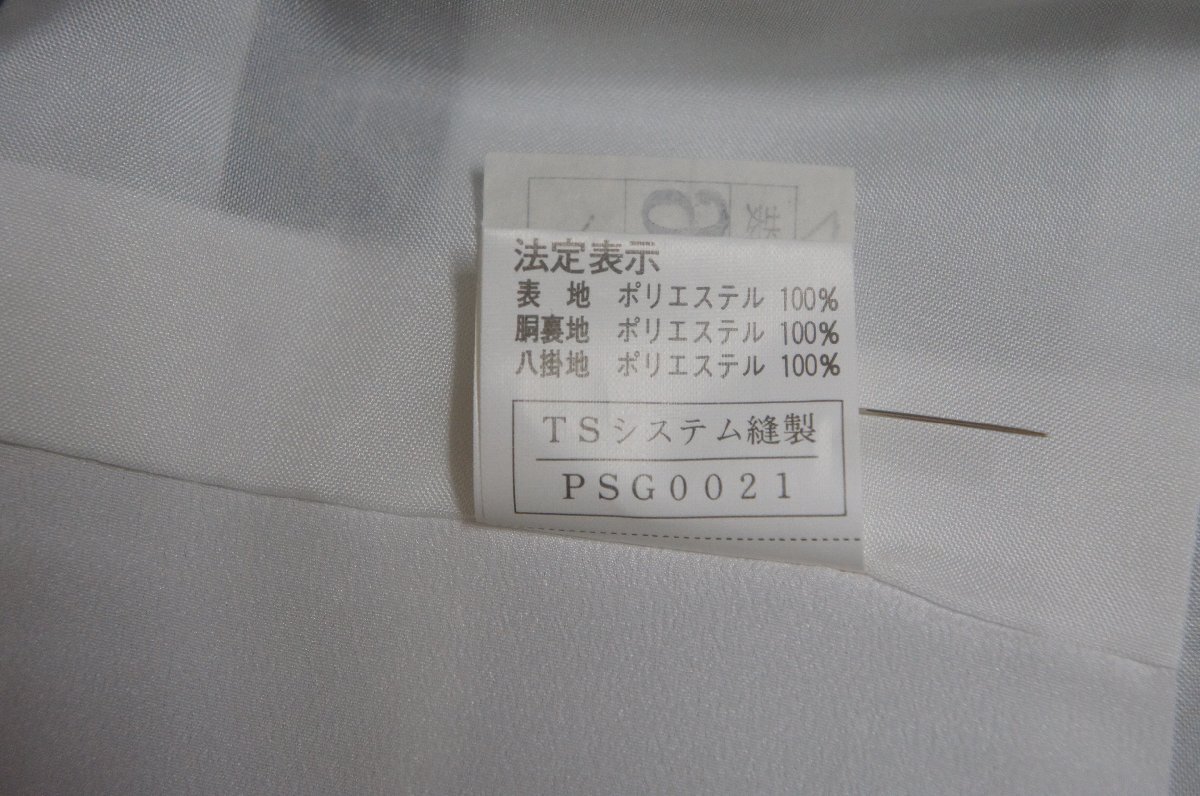 法定表示
表 地 ポリエステル 100%
胴裏地 ポリエステル 100%
八掛地 ポリエステル 100%
TSシステム縫製
PSG0021